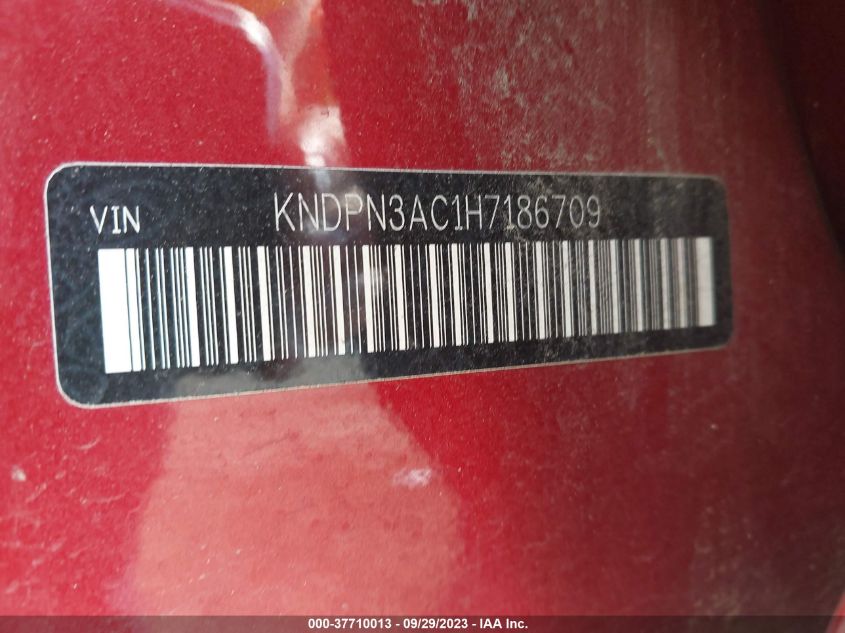 VIN KNDPN3AC1H7186709
000-37710013 - 09/29/2023 - IAA Inc.